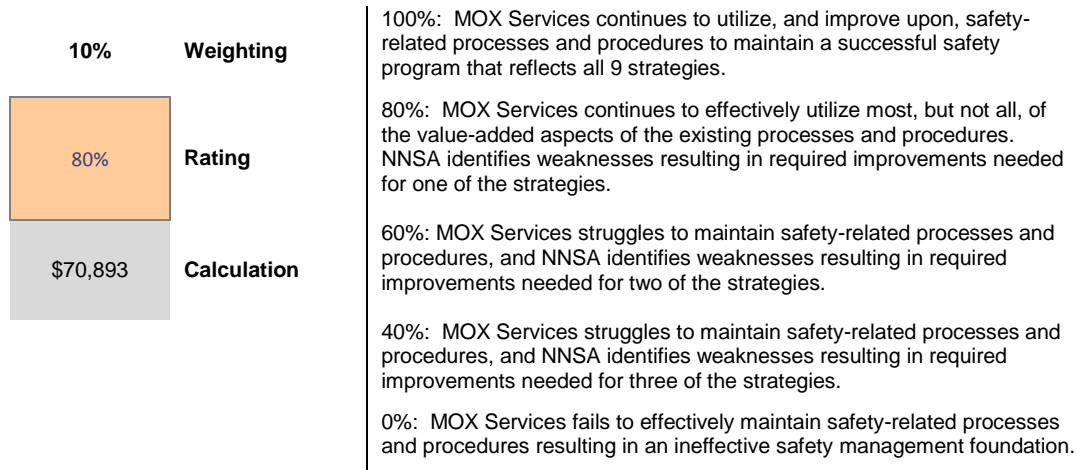 10% Weighting
80% Rating
$70,893 Calculation
100%:  MOX Services continues to utilize, and improve upon, safety-
related processes and procedures to maintain a successful safety
program that reflects all 9 strategies.
80%:  MOX Services continues to effectively utilize most, but not all, of
the value-added aspects of the existing processes and procedures.
NNSA identifies weaknesses resulting in required improvements needed
for one of the strategies.
60%: MOX Services struggles to maintain safety-related processes and
procedures, and NNSA identifies weaknesses resulting in required
improvements needed for two of the strategies.
40%:  MOX Services struggles to maintain safety-related processes and
procedures, and NNSA identifies weaknesses resulting in required
improvements needed for three of the strategies.
0%:  MOX Services fails to effectively maintain safety-related processes
and procedures resulting in an ineffective safety management foundation.